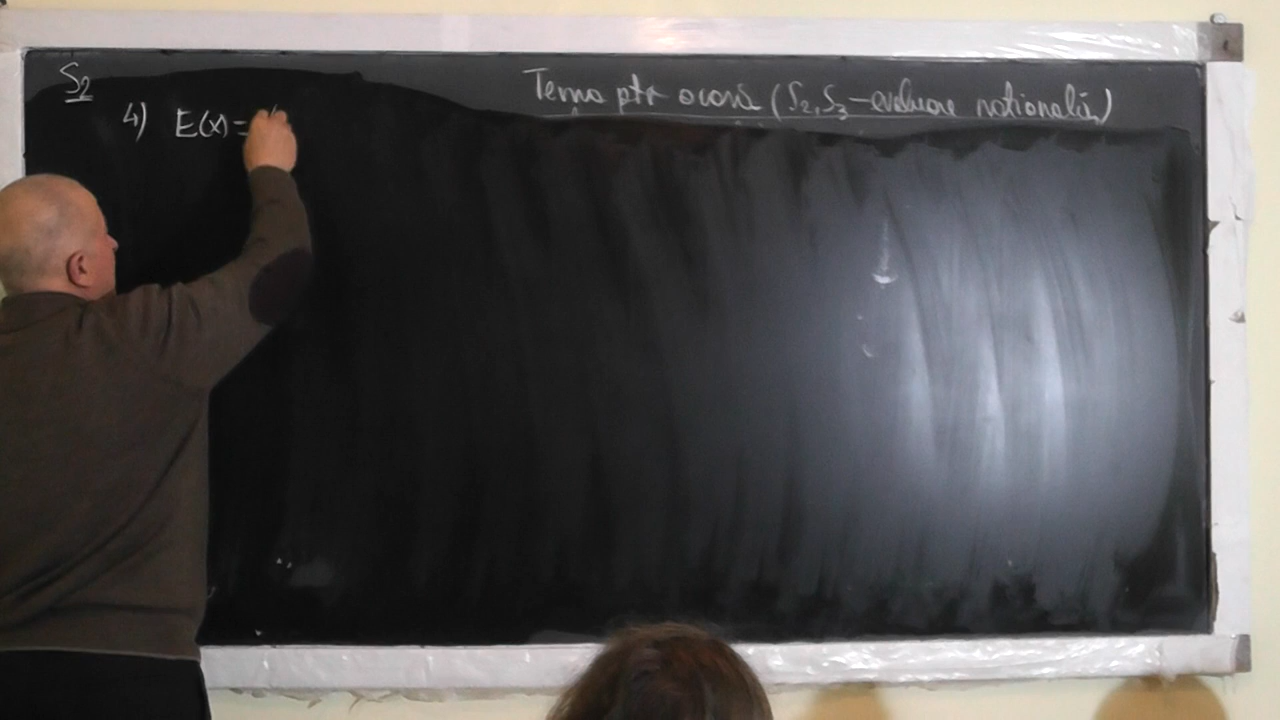 S₂
Tema ptr acasă (S₂, S₃ – evaluare națională)
4) E(x) =